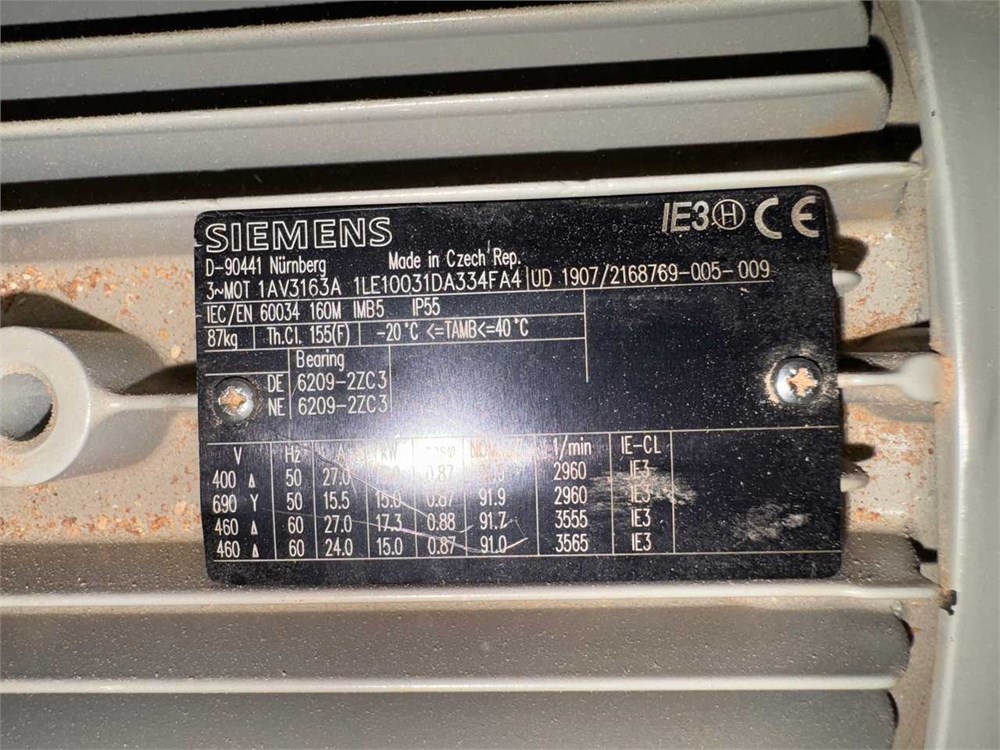 SIEMENS
IE3 H CE
D-90441 Nürnberg Made in Czech Rep.
3~MOT 1AV3163A 1LE10031DA334FA4 UD 1907/2168769-005-009
IEC/EN 60034 160M IMB5 IP55
87kg Th.Cl. 155(F) -20°C <=TAMB<=40°C
Bearing
DE 6209-2ZC3
NE 6209-2ZC3
V Hz A kW 1/min IE-CL
400 Δ 50 27.0 0.87 2960 IE3
690 Y 50 15.5 15.0 0.87 91.9 2960 IE3
460 Δ 60 27.0 17.3 0.88 91.7 3555 IE3
460 Δ 60 24.0 15.0 0.87 91.0 3565 IE3